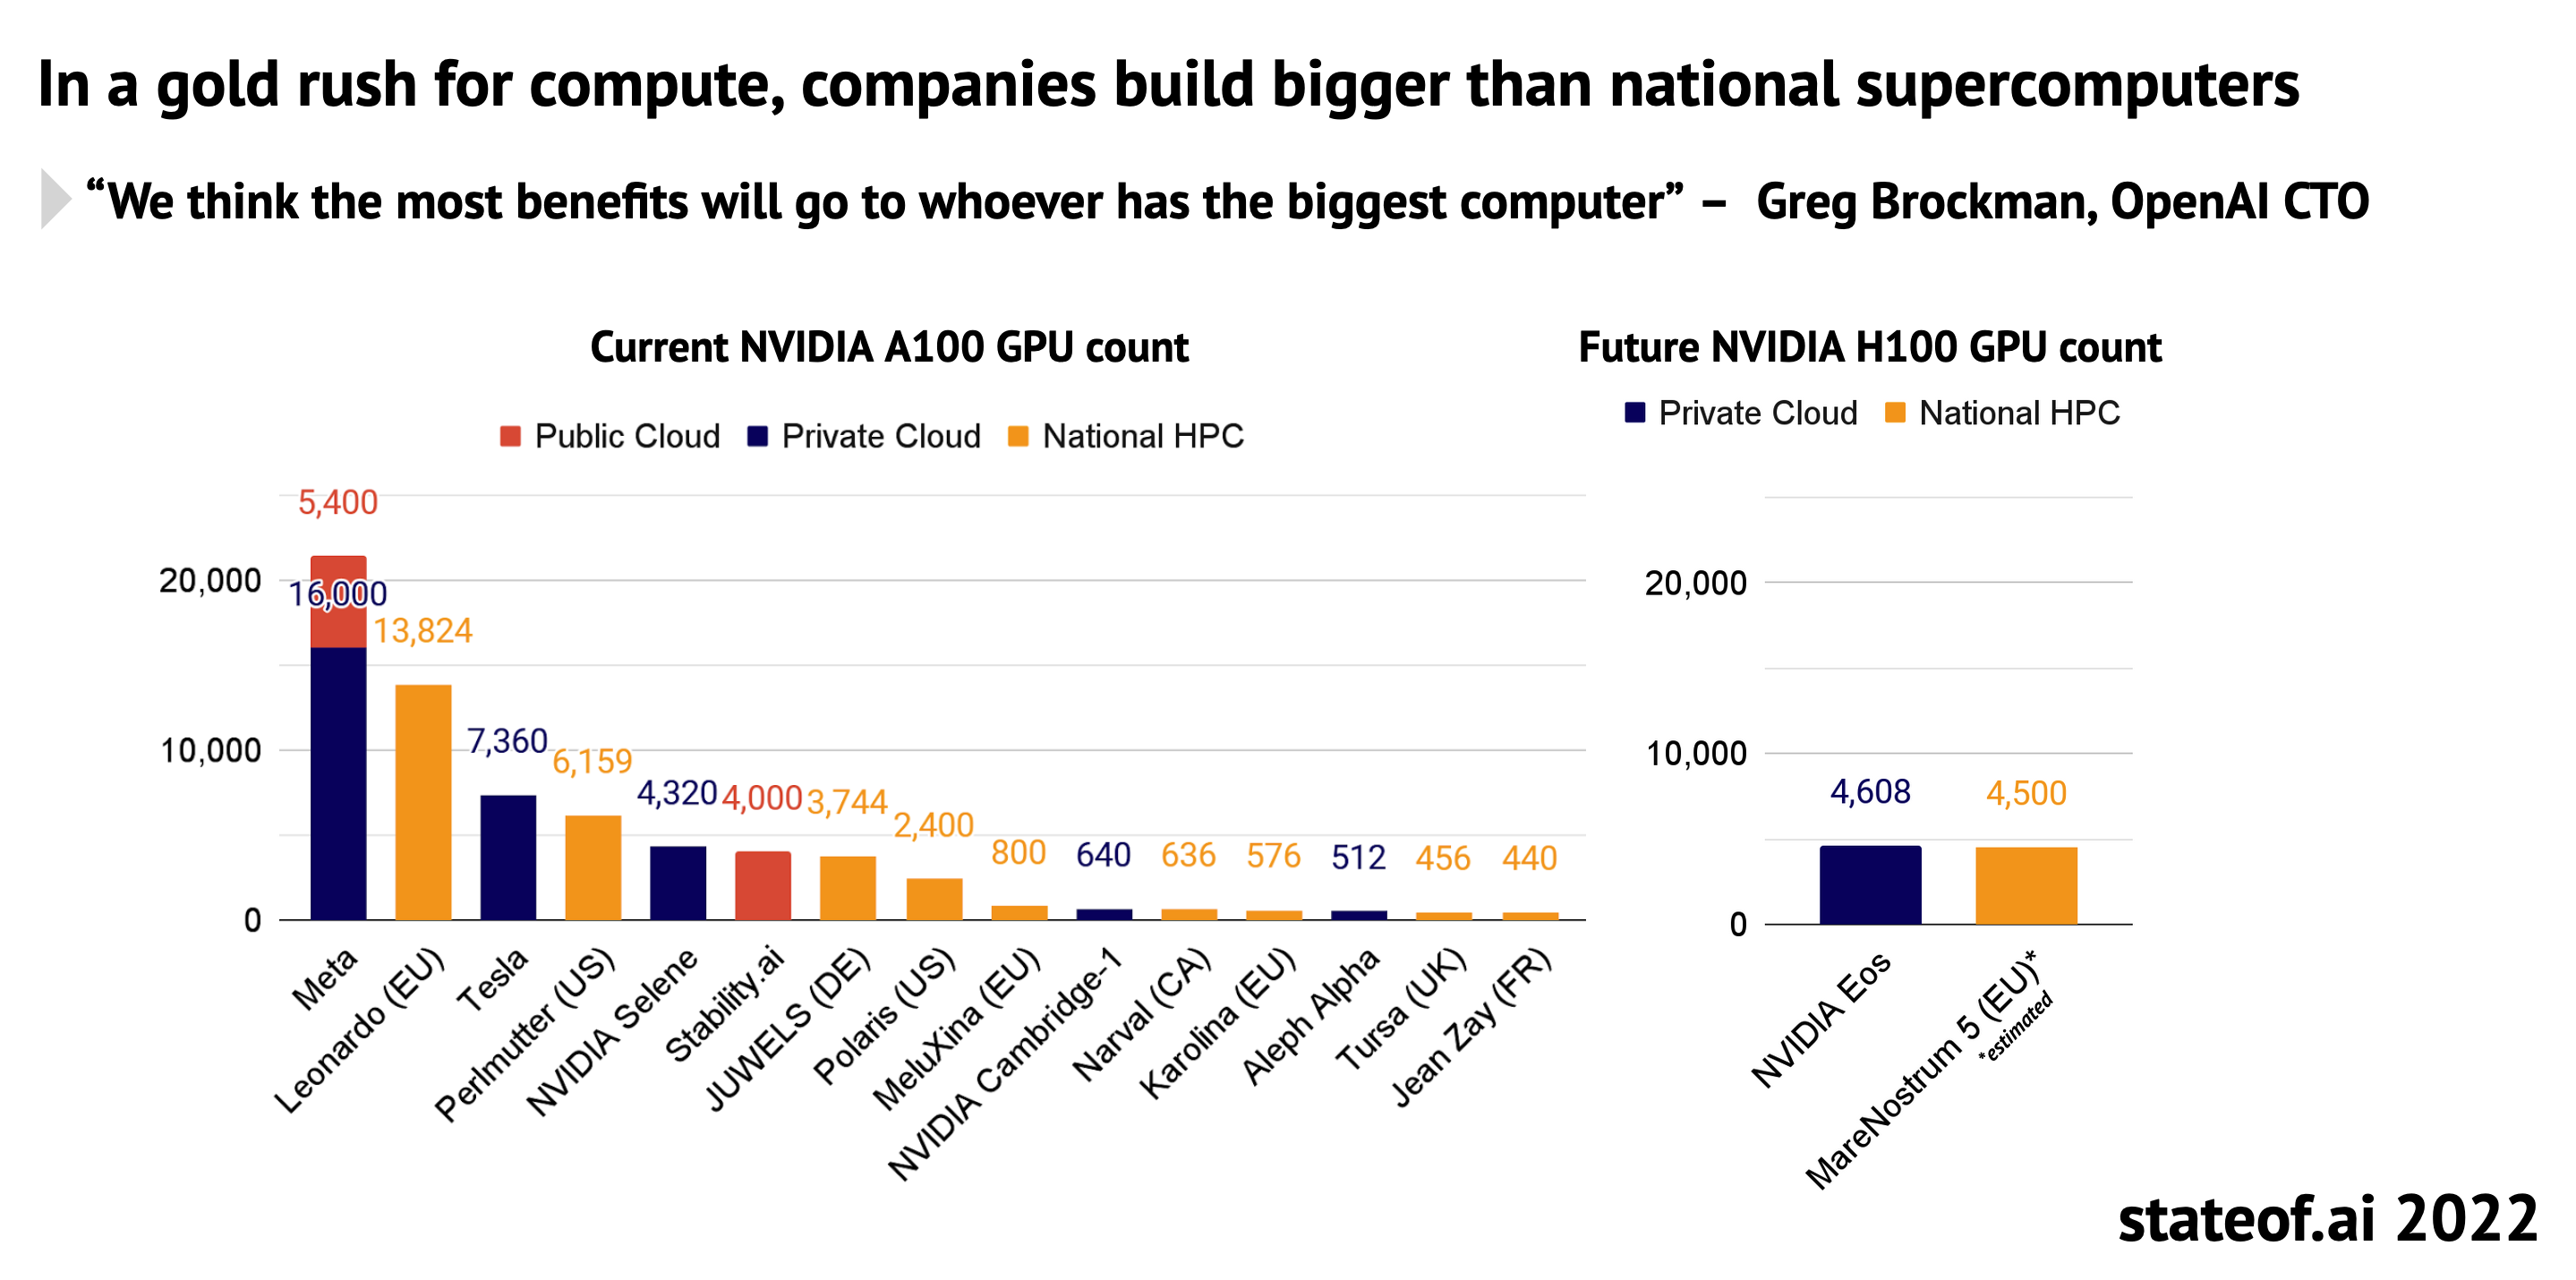 In a gold rush for compute, companies build bigger than national supercomputers
“We think the most benefits will go to whoever has the biggest computer” – Greg Brockman, OpenAI CTO
Current NVIDIA A100 GPU count
Public Cloud
Private Cloud
National HPC
20,000
10,000
0
5,400
16,000
13,824
7,360
6,159
4,320
4,000
3,744
2,400
800
640
636
576
512
456
440
Meta
Leonardo (EU)
Tesla
Perlmutter (US)
NVIDIA Selene
Stability.ai
JUWELS (DE)
Polaris (US)
MeluXina (EU)
NVIDIA Cambridge-1
Narval (CA)
Karolina (EU)
Aleph Alpha
Tursa (UK)
Jean Zay (FR)
Future NVIDIA H100 GPU count
Private Cloud
National HPC
20,000
10,000
0
4,608
4,500
NVIDIA Eos
MareNostrum 5 (EU)*
*estimated
stateof.ai 2022